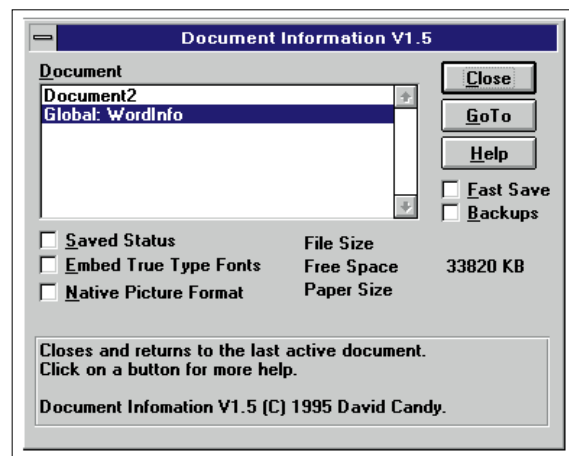 Document Information V1.5
Document
Document2
Global: WordInfo
Close
GoTo
Help
Fast Save
Backups
Saved Status
Embed True Type Fonts
Native Picture Format
File Size
Free Space 33820 KB
Paper Size
Closes and returns to the last active document.
Click on a button for more help.
Document Infomation V1.5 (C) 1995 David Candy.